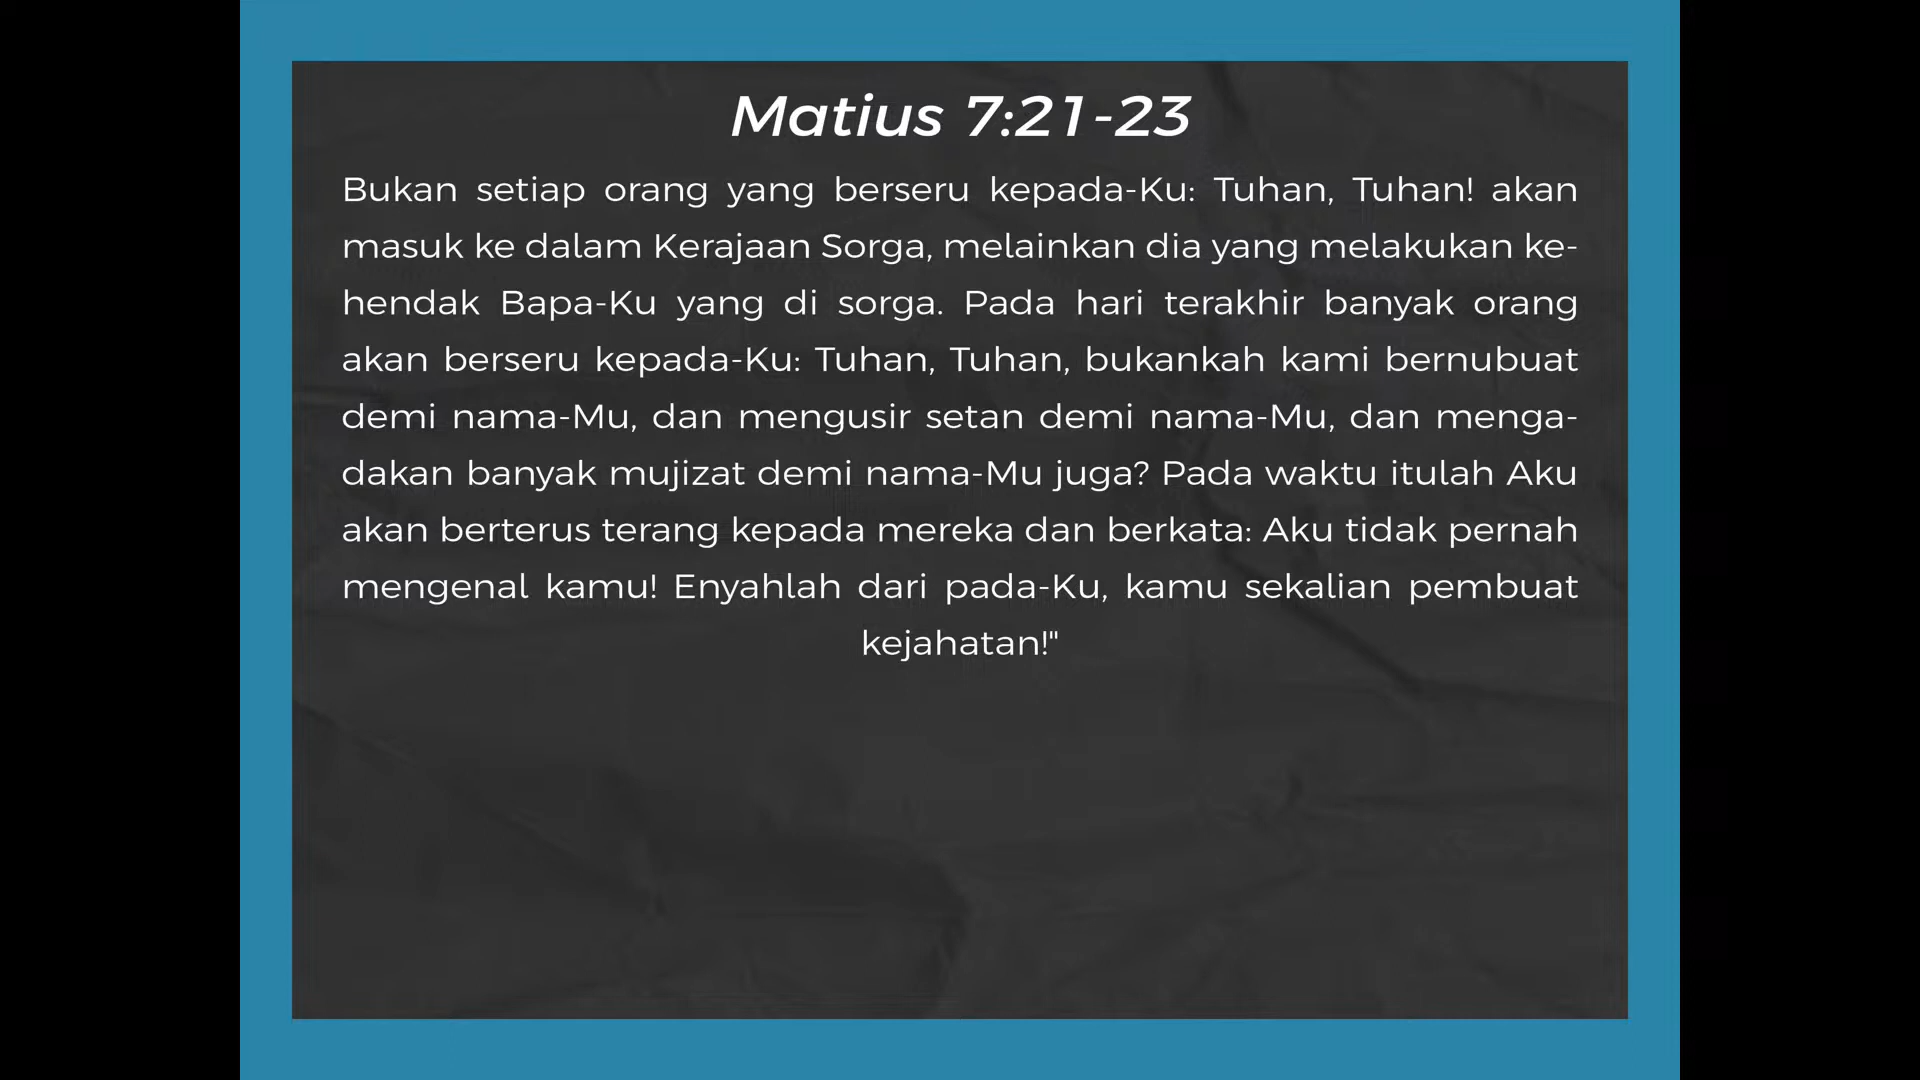 Matius 7:21-23
Bukan setiap orang yang berseru kepada-Ku: Tuhan, Tuhan! akan
masuk ke dalam Kerajaan Sorga, melainkan dia yang melakukan ke-
hendak Bapa-Ku yang di sorga. Pada hari terakhir banyak orang
akan berseru kepada-Ku: Tuhan, Tuhan, bukankah kami bernubuat
demi nama-Mu, dan mengusir setan demi nama-Mu, dan menga-
dakan banyak mujizat demi nama-Mu juga? Pada waktu itulah Aku
akan berterus terang kepada mereka dan berkata: Aku tidak pernah
mengenal kamu! Enyahlah dari pada-Ku, kamu sekalian pembuat
kejahatan!"